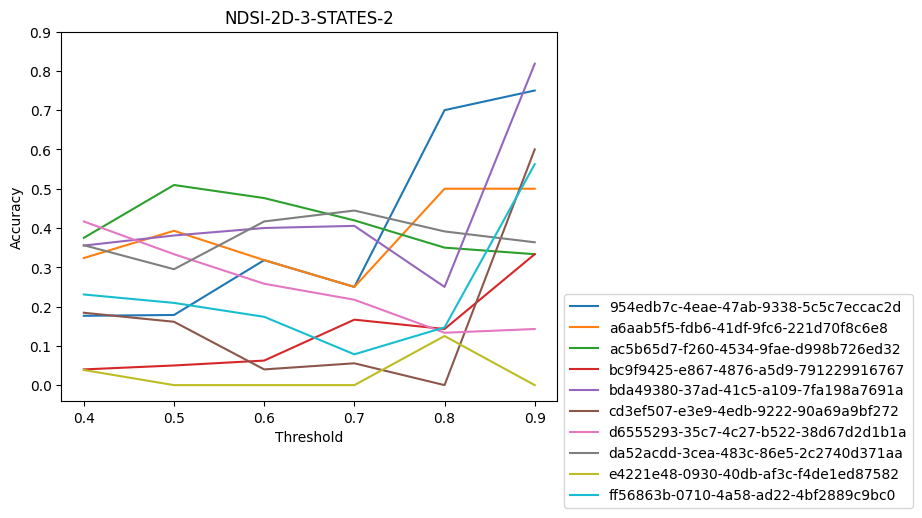 NDSI-2D-3-STATES-2
0.9
0.8
0.7
0.6
0.5
0.4
0.3
0.2
0.1
0.0
Accuracy
0.4 0.5 0.6 0.7 0.8 0.9
Threshold
954edb7c-4eae-47ab-9338-5c5c7eccac2d
a6aab5f5-fdb6-41df-9fc6-221d70f8c6e8
ac5b65d7-f260-4534-9fae-d998b726ed32
bc9f9425-e867-4876-a5d9-791229916767
bda49380-37ad-41c5-a109-7fa198a7691a
cd3ef507-e3e9-4edb-9222-90a69a9bf272
d6555293-35c7-4c27-b522-38d67d2d1b1a
da52acdd-3cea-483c-86e5-2c2740d371aa
e4221e48-0930-40db-af3c-f4de1ed87582
ff56863b-0710-4a58-ad22-4bf2889c9bc0